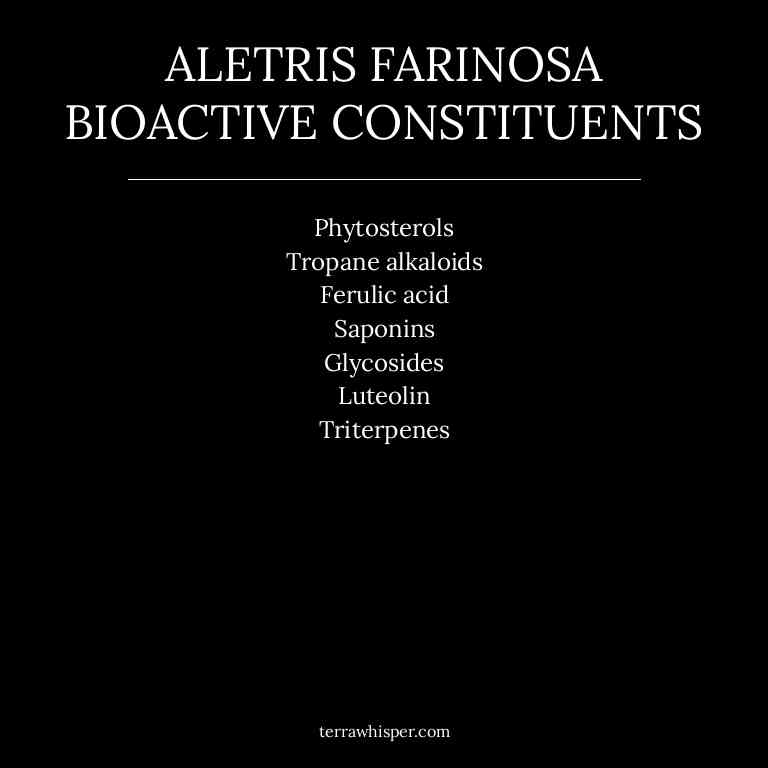 ALETRIS FARINOSA
BIOACTIVE CONSTITUENTS
Phytosterols
Tropane alkaloids
Ferulic acid
Saponins
Glycosides
Luteolin
Triterpenes
terrawhisper.com